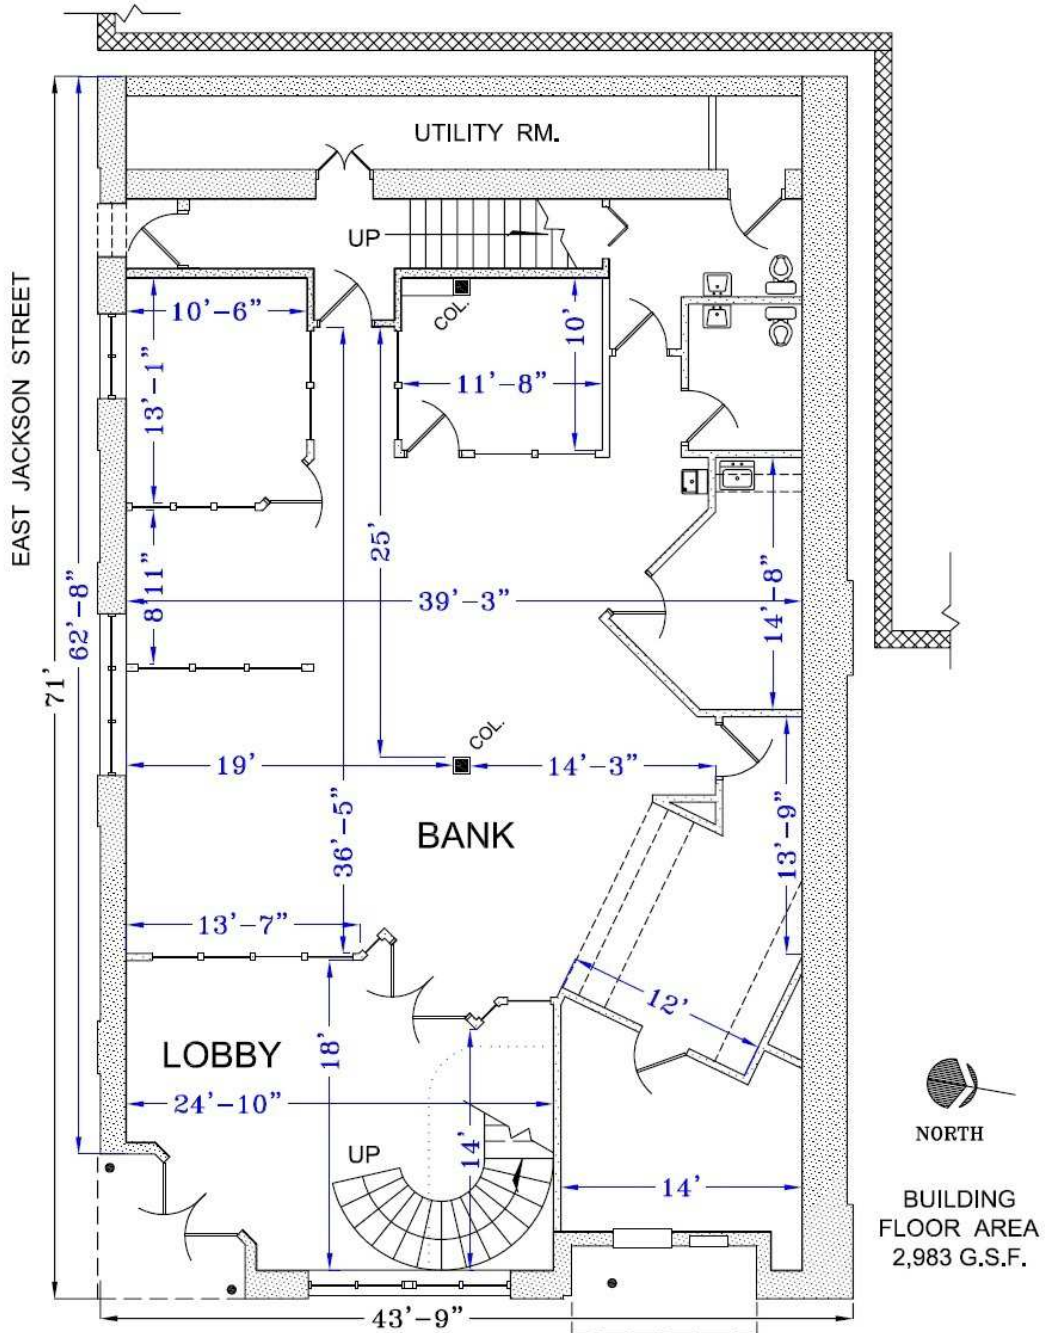 UTILITY RM.
UP
EAST JACKSON STREET
10'-6"
COL.
10'
13'-1"
11'-8"
25'
8'11"
62'-8"
39'-3"
14'-8"
71'
COL.
19'
14'-3"
36'-5"
BANK
13'-9"
13'-7"
12'
LOBBY
18'
24'-10"
14'
UP
14'
NORTH
BUILDING
FLOOR AREA
2,983 G.S.F.
43'-9"